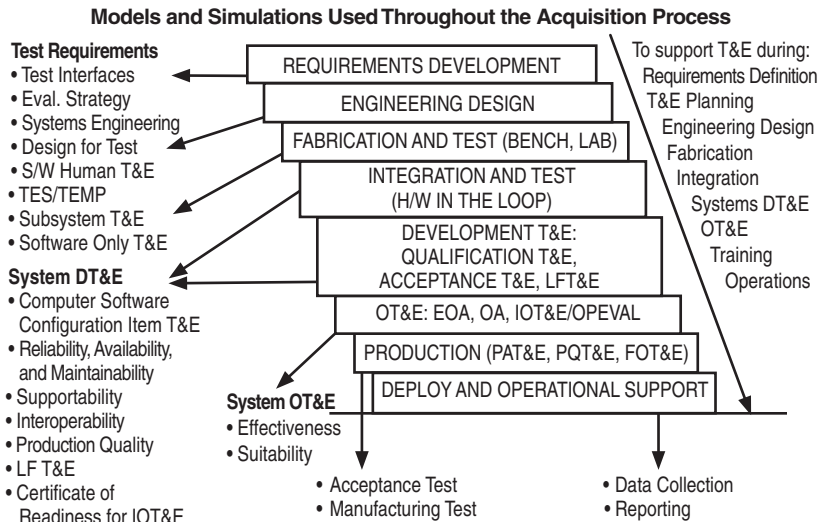 Models and Simulations Used Throughout the Acquisition Process
Test Requirements
• Test Interfaces
• Eval. Strategy
• Systems Engineering
• Design for Test
• S/W Human T&E
• TES/TEMP
• Subsystem T&E
• Software Only T&E
System DT&E
• Computer Software
Configuration Item T&E
• Reliability, Availability,
and Maintainability
• Supportability
• Interoperability
• Production Quality
• LF T&E
• Certificate of
Readiness for IOT&E
REQUIREMENTS DEVELOPMENT
ENGINEERING DESIGN
FABRICATION AND TEST (BENCH, LAB)
INTEGRATION AND TEST
(H/W IN THE LOOP)
DEVELOPMENT T&E:
QUALIFICATION T&E,
ACCEPTANCE T&E, LFT&E
OT&E: EOA, OA, IOT&E/OPEVAL
PRODUCTION (PAT&E, PQT&E, FOT&E)
DEPLOY AND OPERATIONAL SUPPORT
System OT&E
• Effectiveness
• Suitability
• Acceptance Test
• Manufacturing Test
• Data Collection
• Reporting
To support T&E during:
Requirements Definition
T&E Planning
Engineering Design
Fabrication
Integration
Systems DT&E
OT&E
Training
Operations